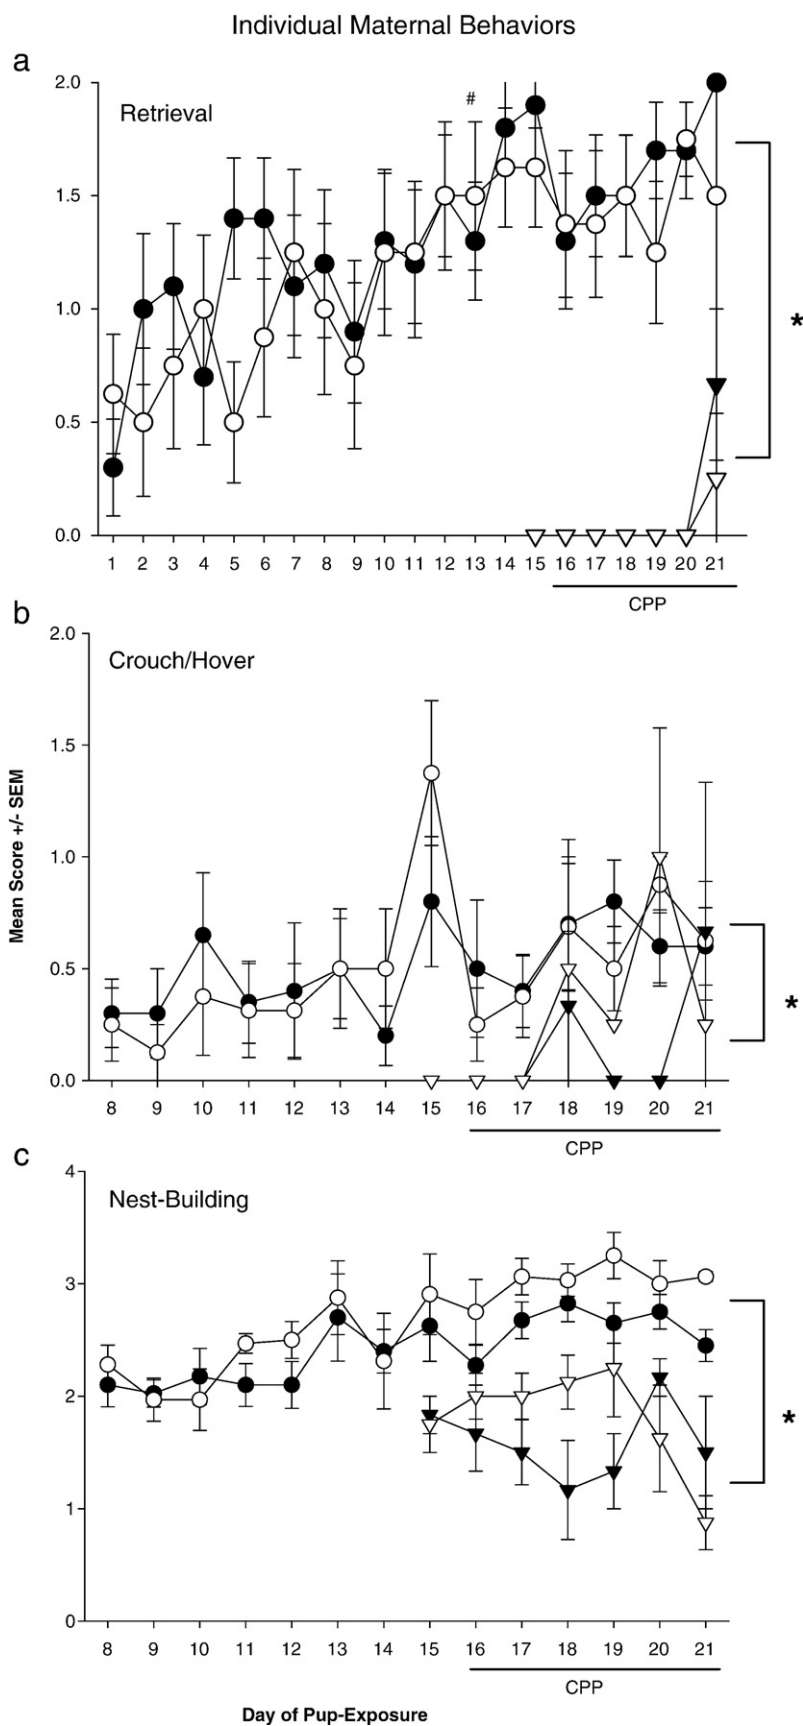 Individual Maternal Behaviors
a
2.0
#
Retrieval
1.5
1.0
*
0.5
0.0
1 2 3 4 5 6 7 8 9 10 11 12 13 14 15 16 17 18 19 20 21
CPP
b
2.0
Crouch/Hover
1.5
1.0
Mean Score +/- SEM
0.5
*
0.0
8 9 10 11 12 13 14 15 16 17 18 19 20 21
CPP
c
4
Nest-Building
3
2
*
1
0
8 9 10 11 12 13 14 15 16 17 18 19 20 21
CPP
Day of Pup-Exposure